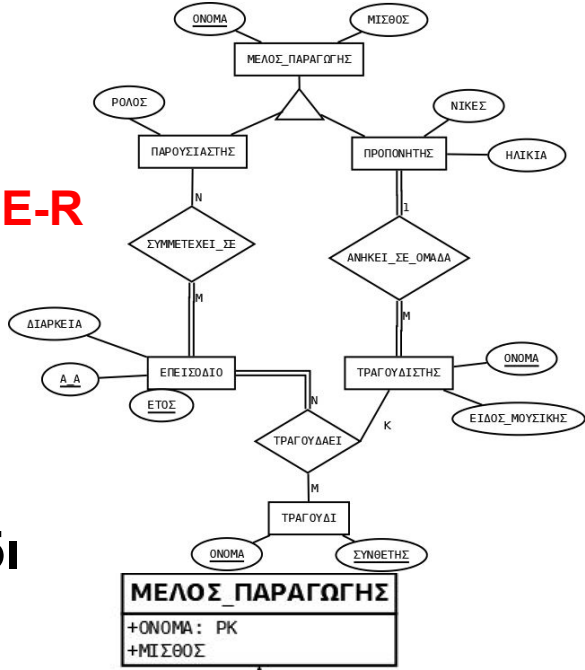 ΟΝΟΜΑ
ΜΙΣΘΟΣ
ΜΕΛΟΣ_ΠΑΡΑΓΩΓΗΣ
ΡΟΛΟΣ
ΝΙΚΕΣ
ΠΑΡΟΥΣΙΑΣΤΗΣ
ΠΡΟΠΟΝΗΤΗΣ
ΗΛΙΚΙΑ
E-R
N
1
ΣΥΜΜΕΤΕΧΕΙ_ΣΕ
ΑΝΗΚΕΙ_ΣΕ_ΟΜΑΔΑ
M
M
ΔΙΑΡΚΕΙΑ
ΕΠΕΙΣΟΔΙΟ
ΤΡΑΓΟΥΔΙΣΤΗΣ
ΟΝΟΜΑ
Α_Α
ΕΤΟΣ
N
K
ΕΙΔΟΣ_ΜΟΥΣΙΚΗΣ
ΤΡΑΓΟΥΔΑΕΙ
M
ΤΡΑΓΟΥΔΙ
ΟΝΟΜΑ
ΣΥΝΘΕΤΗΣ
ΜΕΛΟΣ_ΠΑΡΑΓΩΓΗΣ
+ΟΝΟΜΑ: PK
+ΜΙΣΘΟΣ